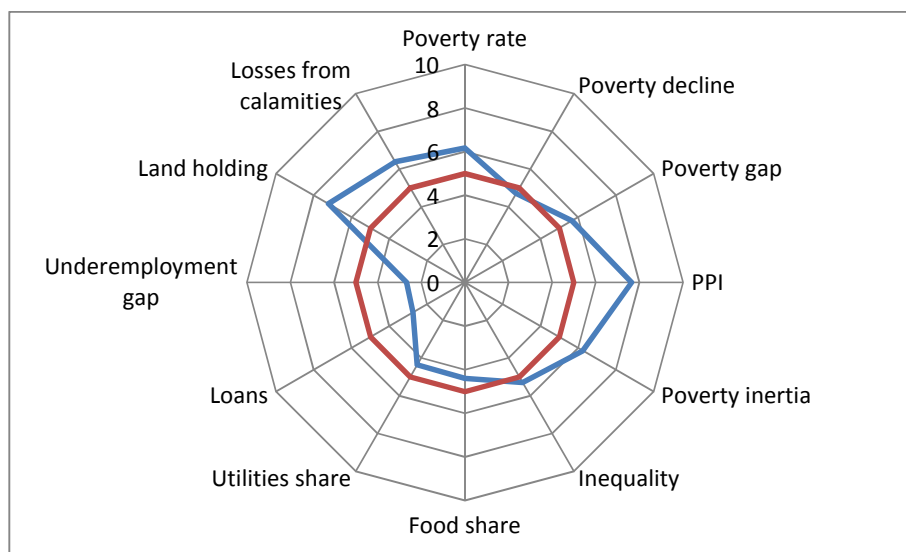 Poverty rate
10
Losses from
calamities
Poverty decline
8
Land holding
6
Poverty gap
4
Underemployment
gap
2
0
PPI
Loans
Poverty inertia
Utilities share
Inequality
Food share